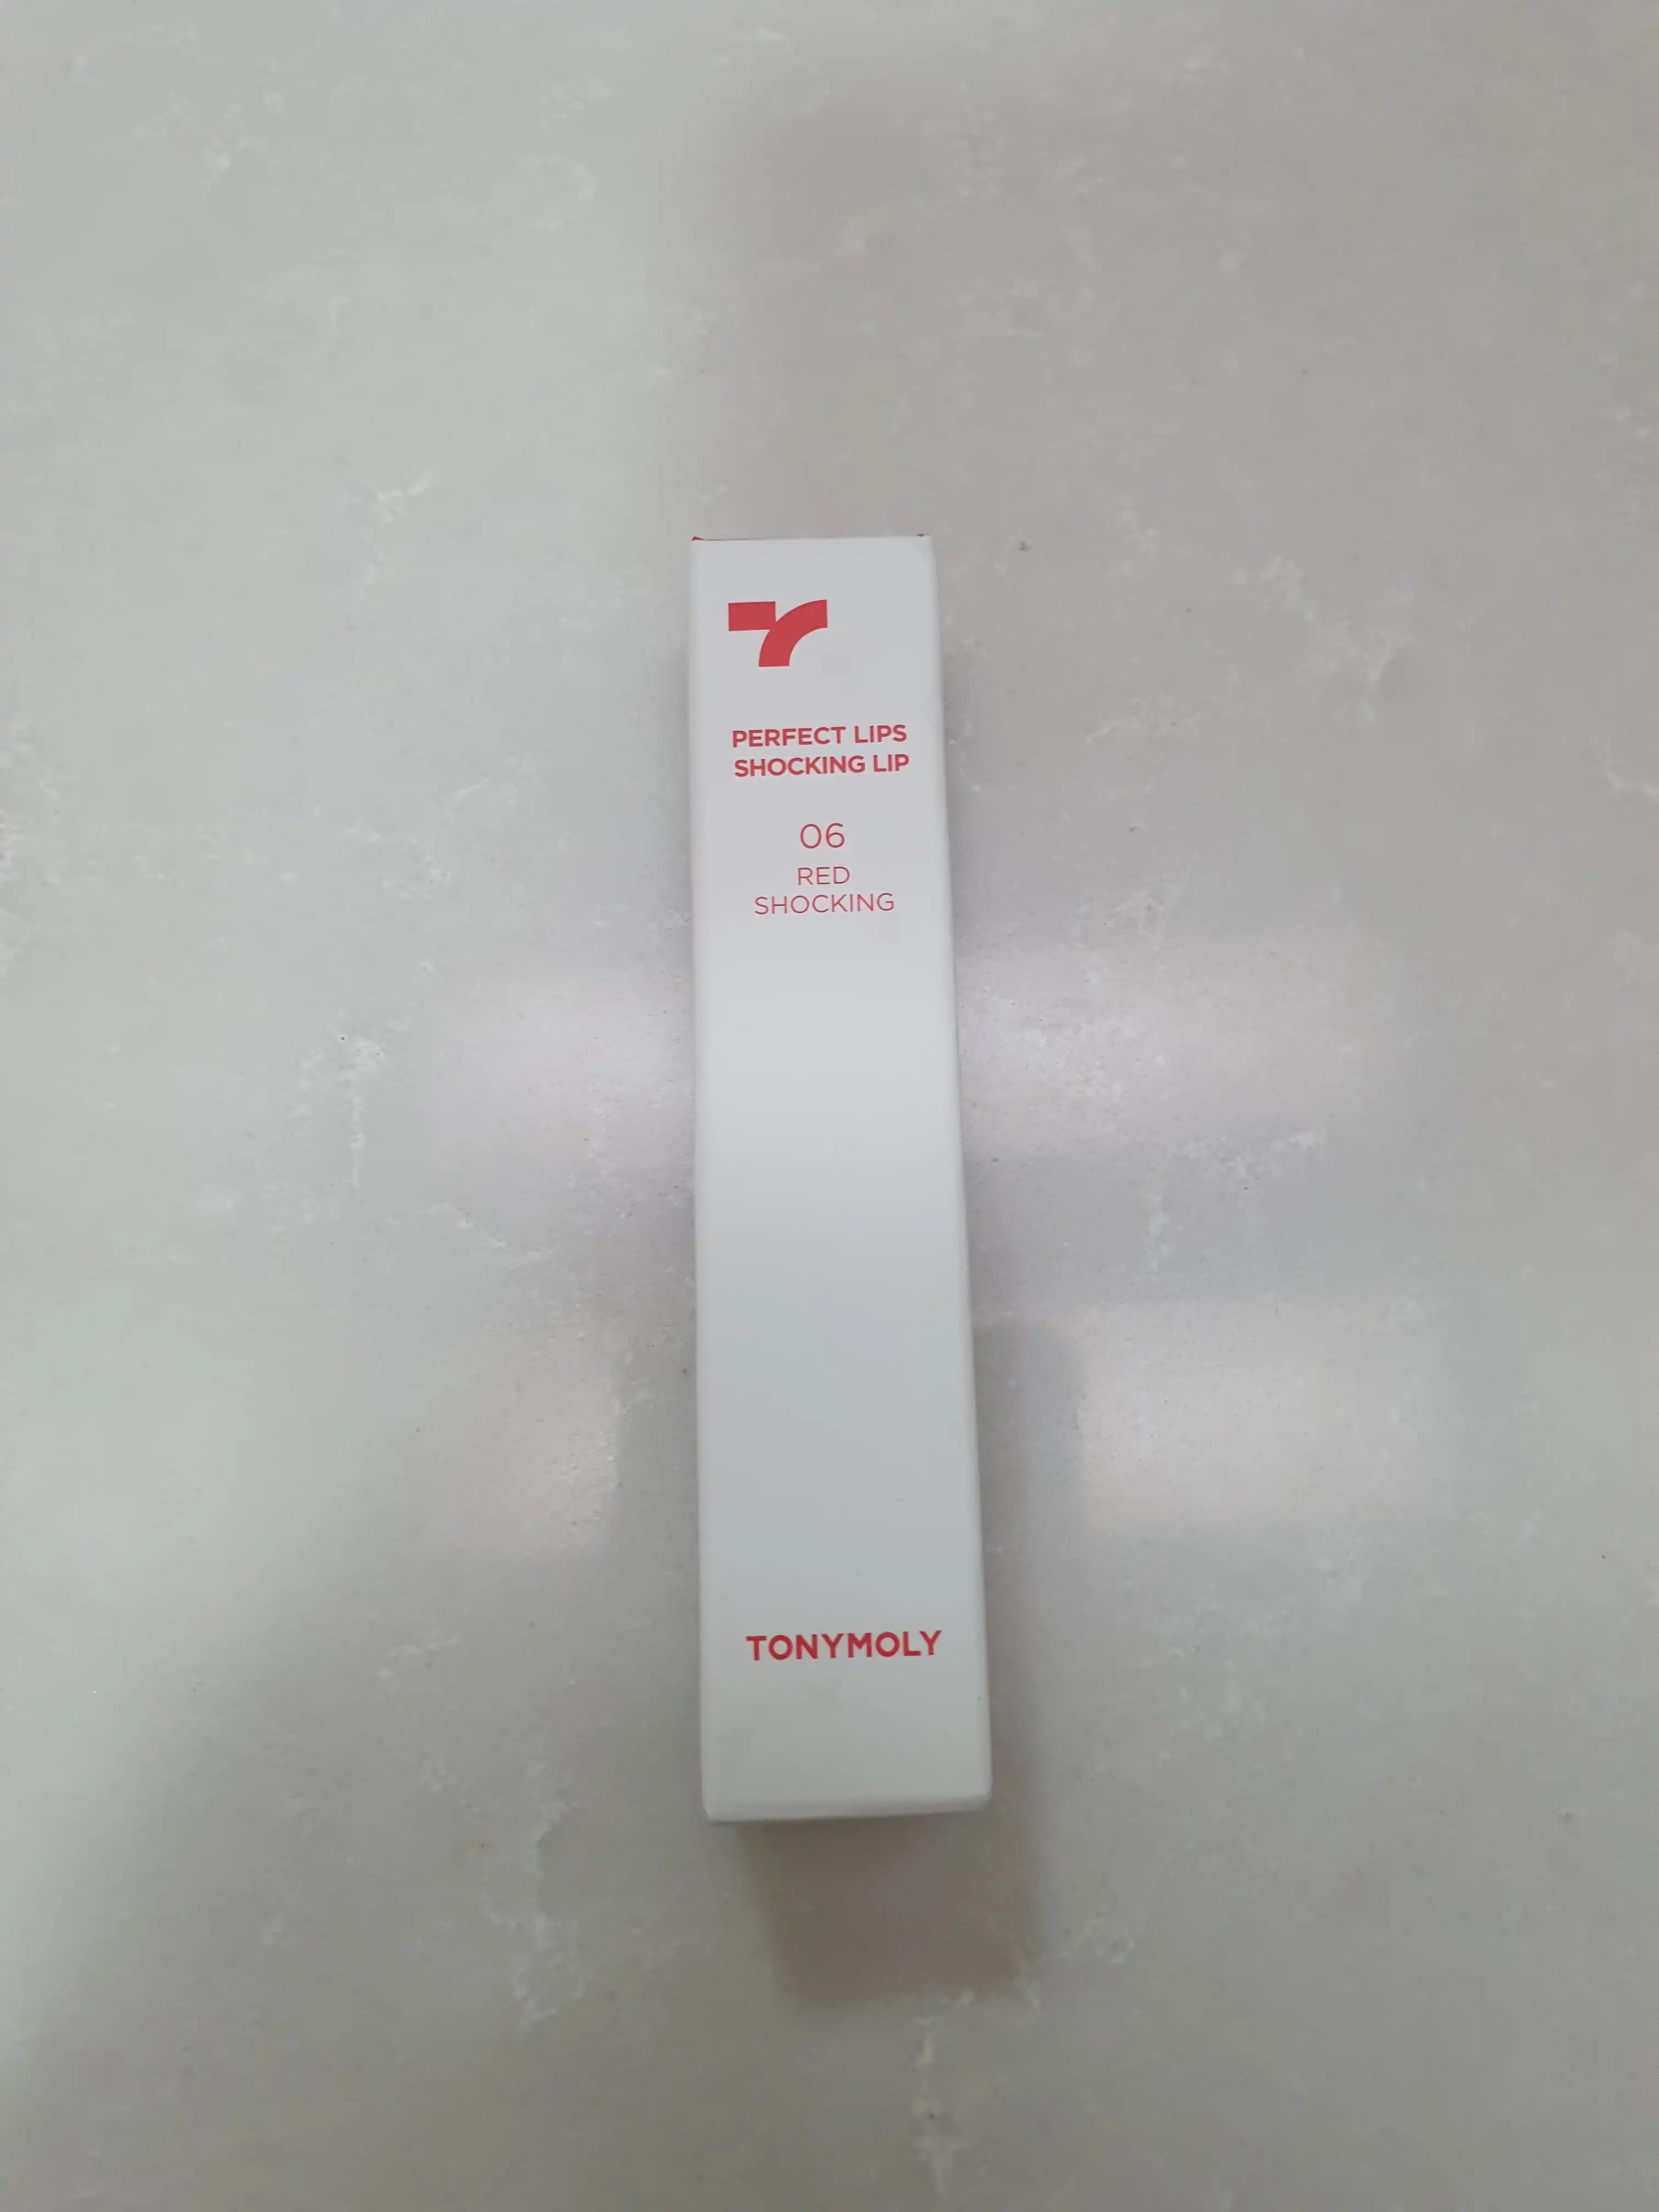 PERFECT LIPS
SHOCKING LIP
06
RED
SHOCKING
TONYMOLY